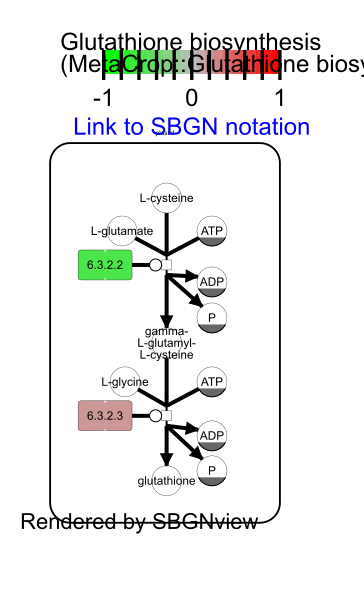 Glutathione biosynthesis
(MetaCrop::Glutathione biosy
-1 0 1
Link to SBGN notation
L-cysteine
L-glutamate ATP
6.3.2.2
ADP
P
gamma-
L-glutamyl-
L-cysteine
L-glycine ATP
6.3.2.3
ADP
P
glutathione
Rendered by SBGNview